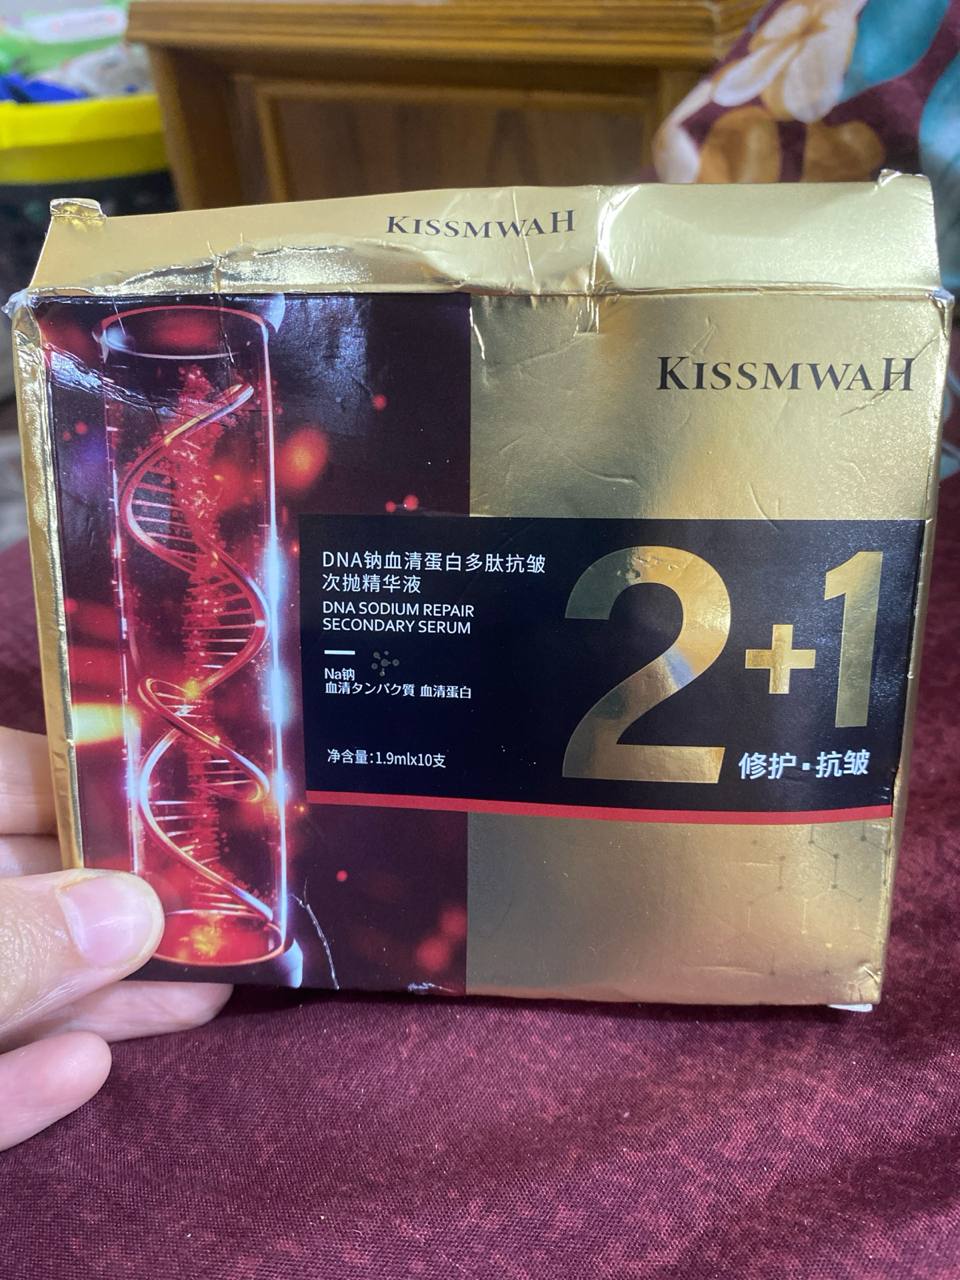 KISSMWAH
KISSMWAH
DNA钠血清蛋白多肽抗皱
次抛精华液
DNA SODIUM REPAIR
SECONDARY SERUM
Na钠
血清タンパク質 血清蛋白
净含量:1.9mlx10支
2+1
修护·抗皱